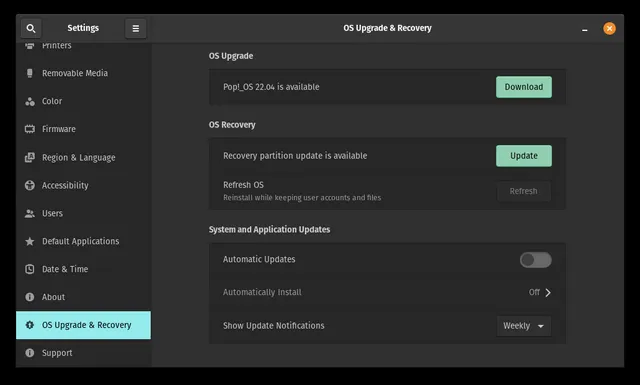 Settings
OS Upgrade & Recovery
Printers
Removable Media
Color
Firmware
Region & Language
Accessibility
Users
Default Applications
Date & Time
About
OS Upgrade & Recovery
Support
OS Upgrade
Pop!_OS 22.04 is available
Download
OS Recovery
Recovery partition update is available
Update
Refresh OS
Reinstall while keeping user accounts and files
Refresh
System and Application Updates
Automatic Updates
Automatically Install
Off
Show Update Notifications
Weekly